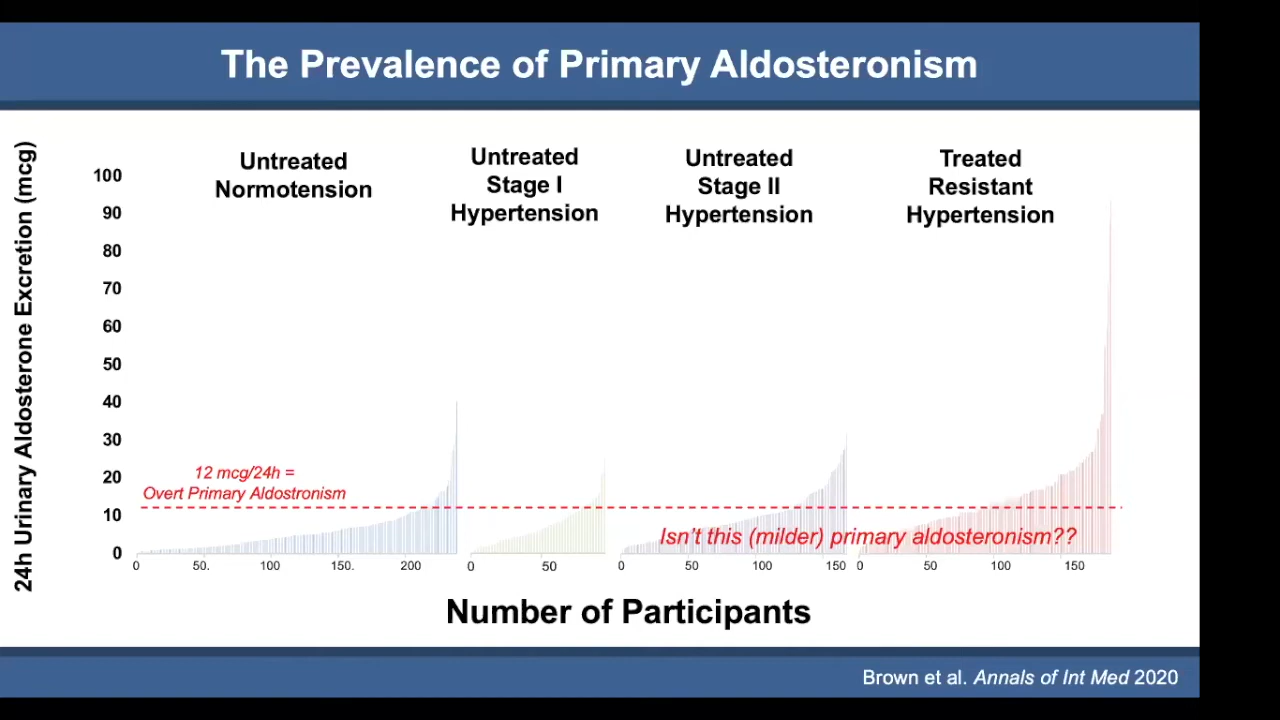 The Prevalence of Primary Aldosteronism
24h Urinary Aldosterone Excretion (mcg)
Untreated
Normotension
Untreated
Stage I
Hypertension
Untreated
Stage II
Hypertension
Treated
Resistant
Hypertension
100
90
80
70
60
50
40
30
20
10
0
12 mcg/24h =
Overt Primary Aldostronism
Isn't this (milder) primary aldosteronism??
0 50. 100 150. 200 0 50 0 50 100 150 0 50 100 150
Number of Participants
Brown et al. Annals of Int Med 2020